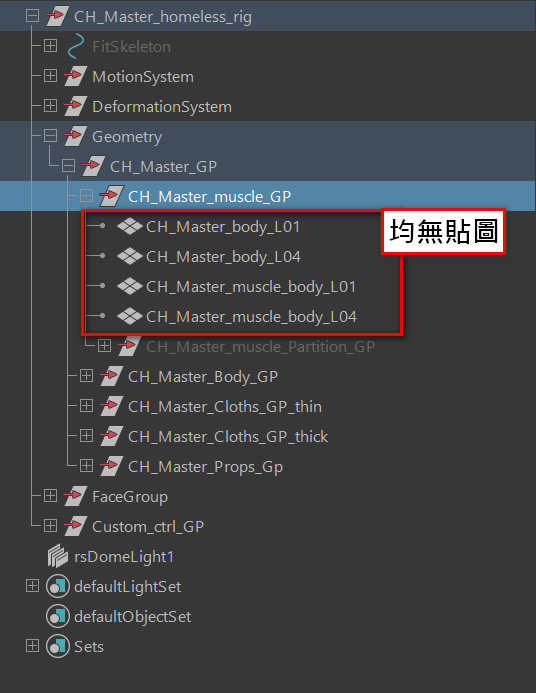 CH_Master_homeless_rig
FitSkeleton
MotionSystem
DeformationSystem
Geometry
CH_Master_GP
CH_Master_muscle_GP
CH_Master_body_L01
均無貼圖
CH_Master_body_L04
CH_Master_muscle_body_L01
CH_Master_muscle_body_L04
CH_Master_muscle_Partition_GP
CH_Master_Body_GP
CH_Master_Cloths_GP_thin
CH_Master_Cloths_GP_thick
CH_Master_Props_Gp
FaceGroup
Custom_ctrl_GP
rsDomeLight1
defaultLightSet
defaultObjectSet
Sets